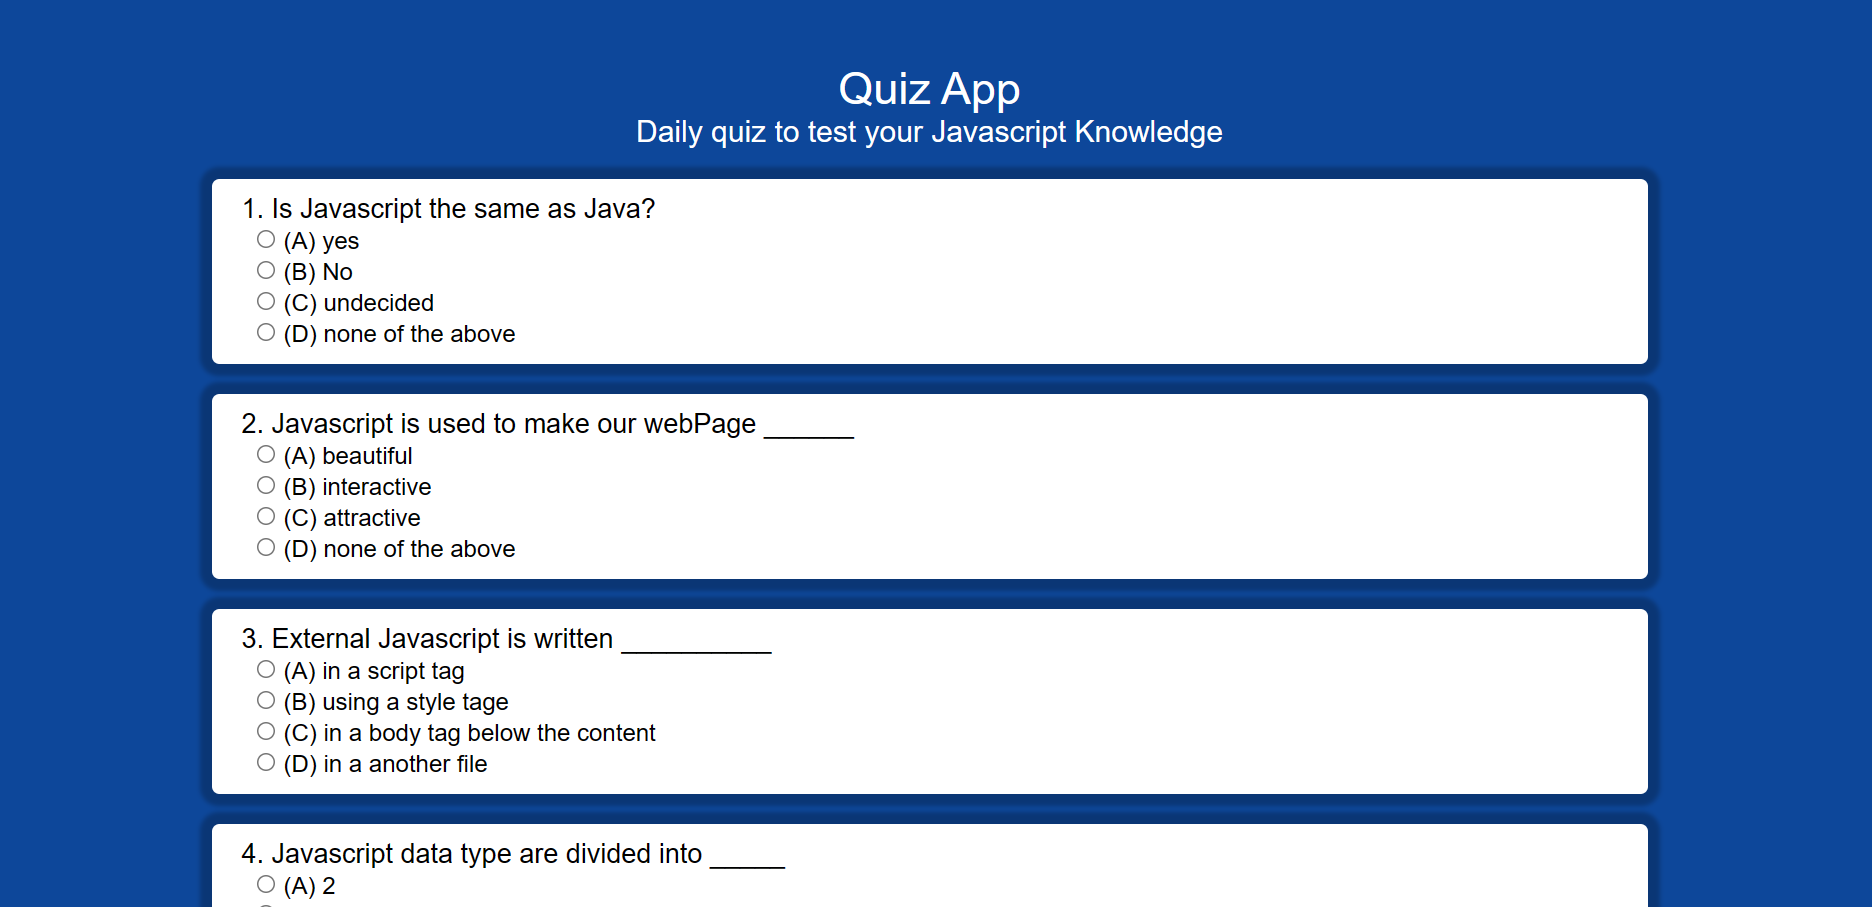 Quiz App
Daily quiz to test your Javascript Knowledge
1. Is Javascript the same as Java?
(A) yes
(B) No
(C) undecided
(D) none of the above
2. Javascript is used to make our webPage ______
(A) beautiful
(B) interactive
(C) attractive
(D) none of the above
3. External Javascript is written __________
(A) in a script tag
(B) using a style tage
(C) in a body tag below the content
(D) in a another file
4. Javascript data type are divided into _____
(A) 2